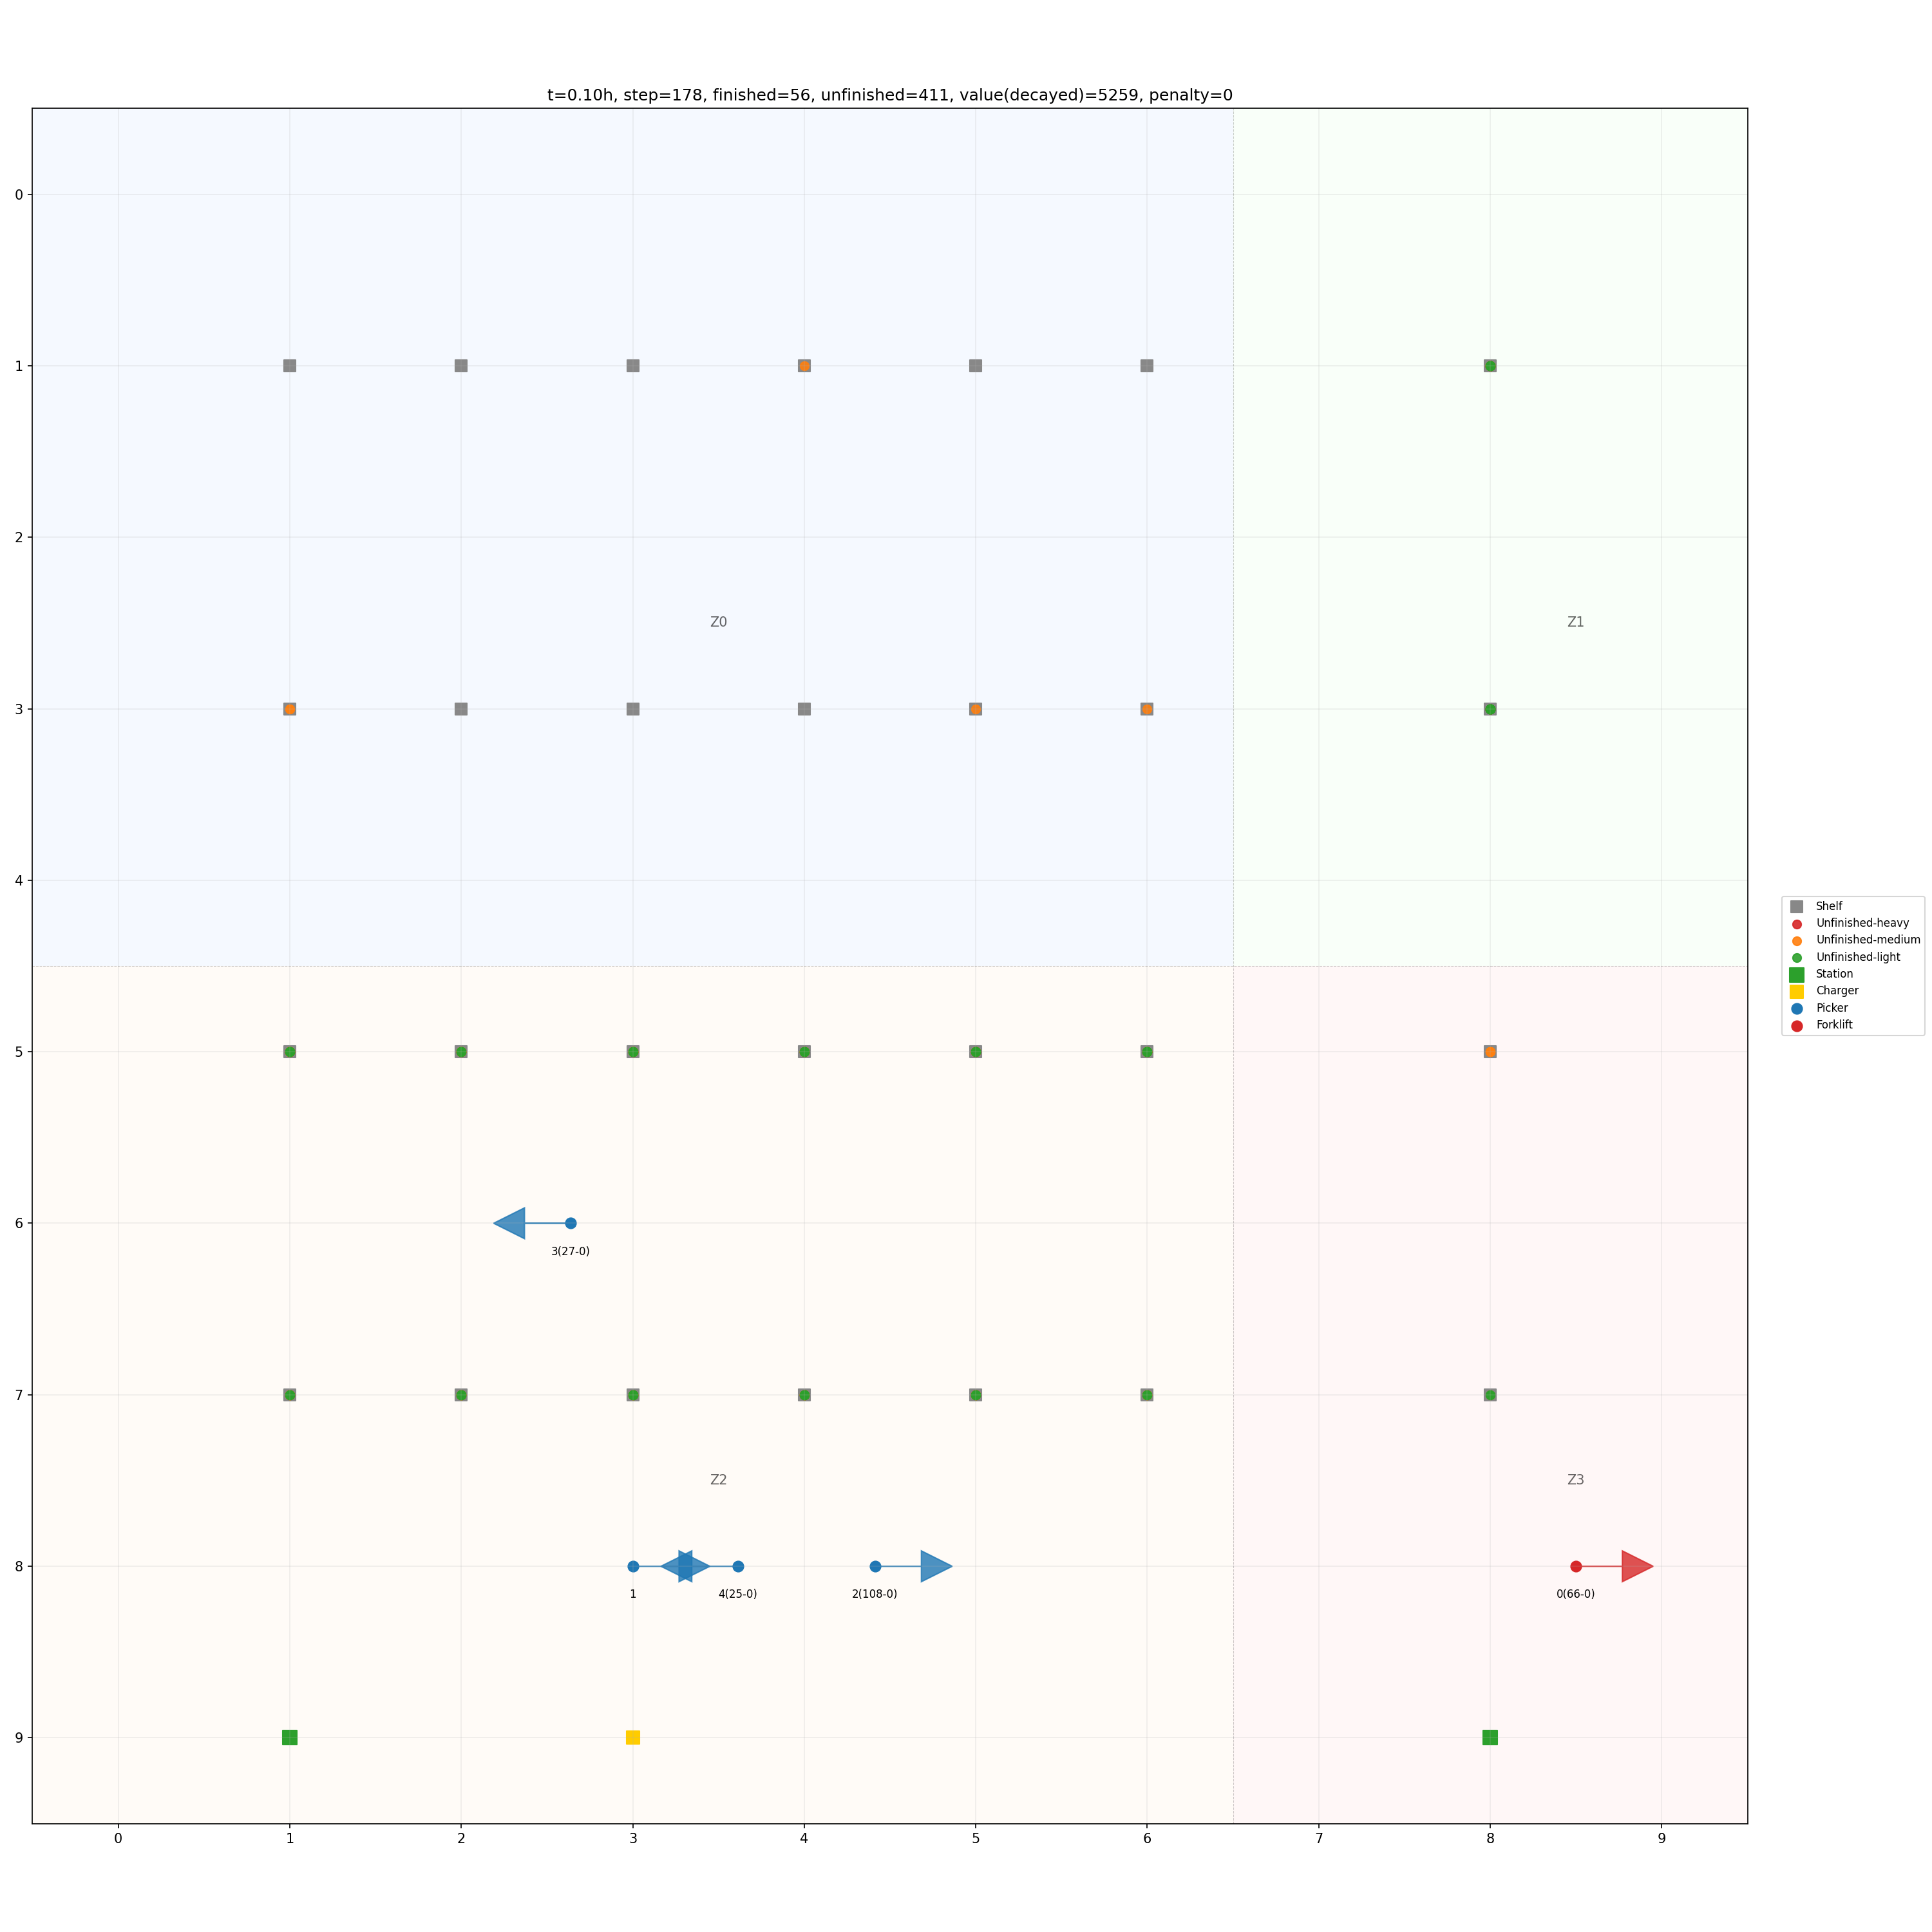 t=0.10h, step=178, finished=56, unfinished=411, value(decayed)=5259, penalty=0
0
1
2
Z0
Z1
3
4
Shelf
Unfinished-heavy
Unfinished-medium
Unfinished-light
Station
Charger
Picker
Forklift
5
6
3(27-0)
7
Z2
Z3
8
1
4(25-0)
2(108-0)
0(66-0)
9
0 1 2 3 4 5 6 7 8 9